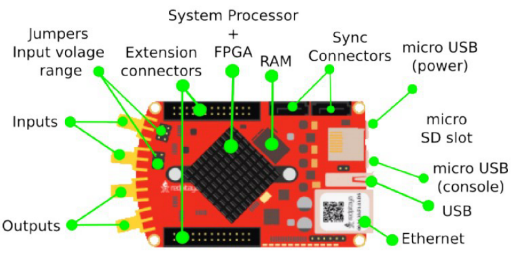 System Processor
+
FPGA
Jumpers
Input volage
range
Extension
connectors
RAM
Sync
Connectors
micro USB
(power)
Inputs
micro
SD slot
micro USB
(console)
USB
Outputs
Ethernet